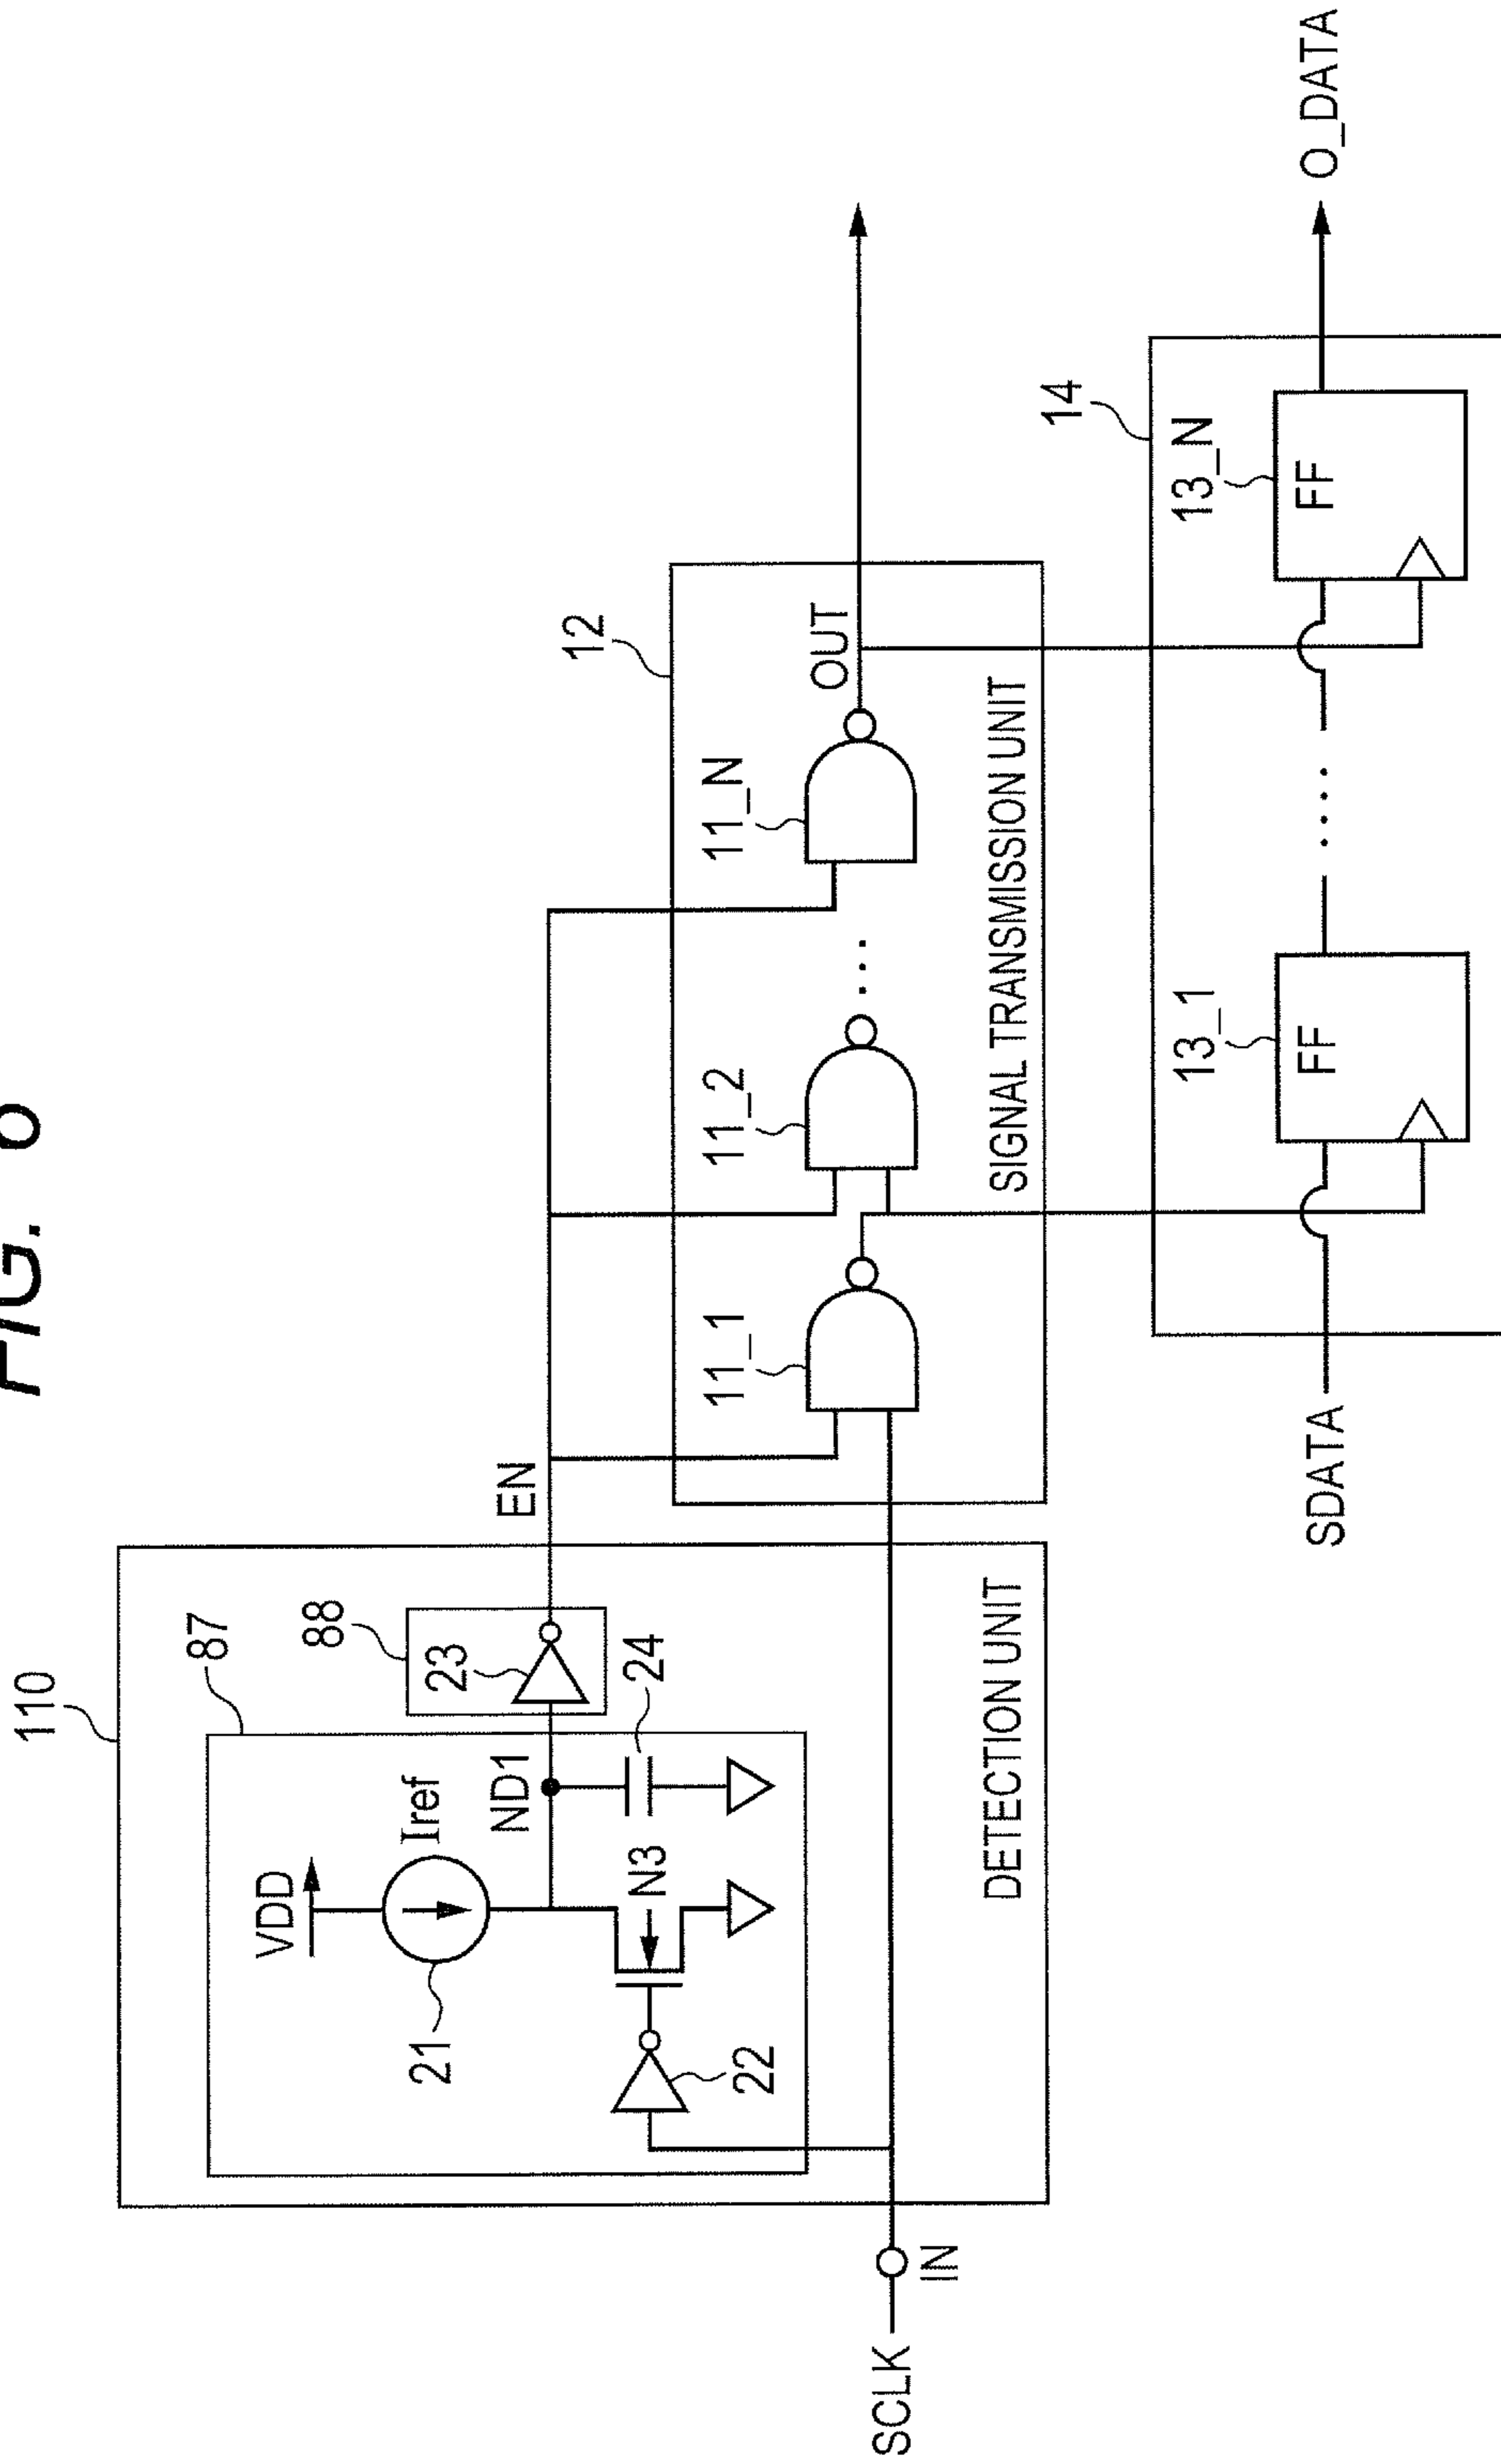 FIG.
110
87
VDD
Iref
21
88
ND1
23
EN
N3
24
22
12
11_1
11_2
11_N
OUT
SCLK
IN
DETECTION UNIT
SIGNAL TRANSMISSION UNIT
14
13_1
13_N
SDATA
FF
....
FF
O_DATA